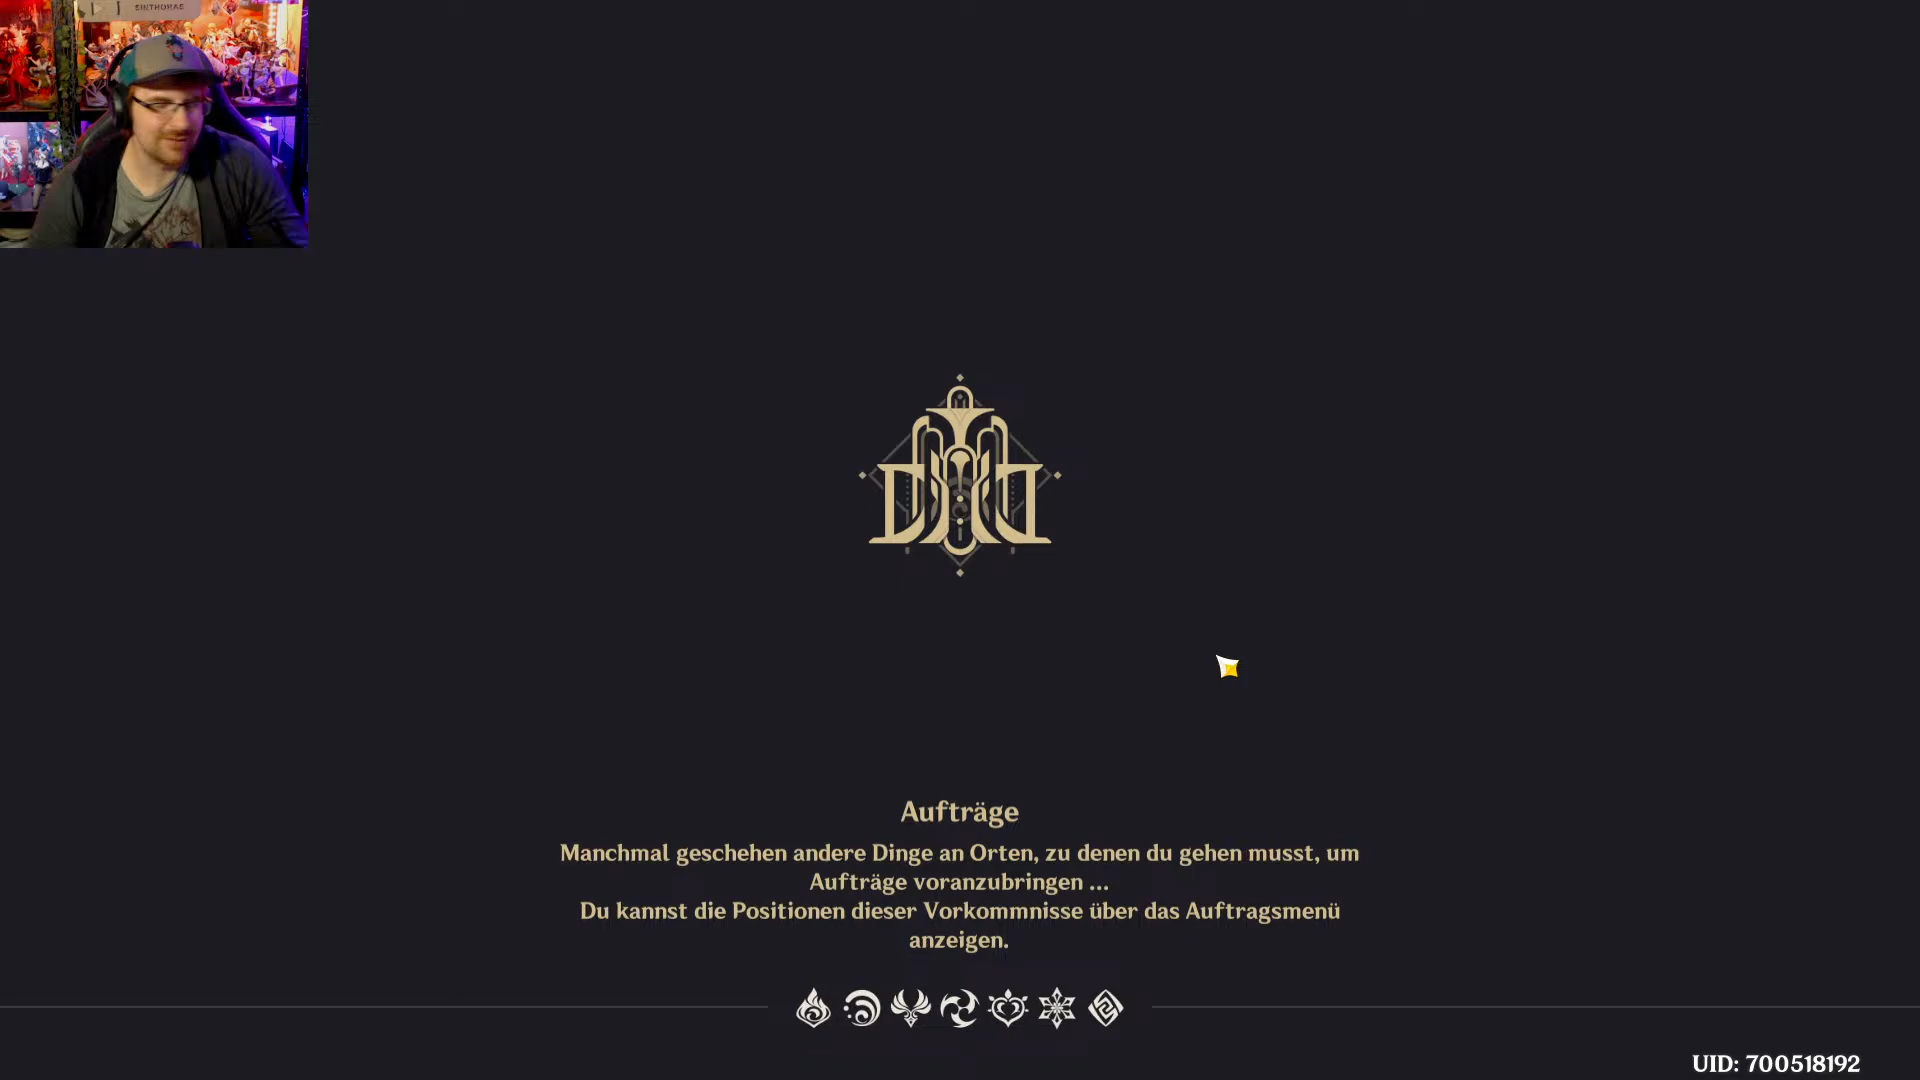 SINTHORAS
Aufträge
Manchmal geschehen andere Dinge an Orten, zu denen du gehen musst, um
Aufträge voranzubringen ...
Du kannst die Positionen dieser Vorkommnisse über das Auftragsmenü
anzeigen.
UID: 700518192